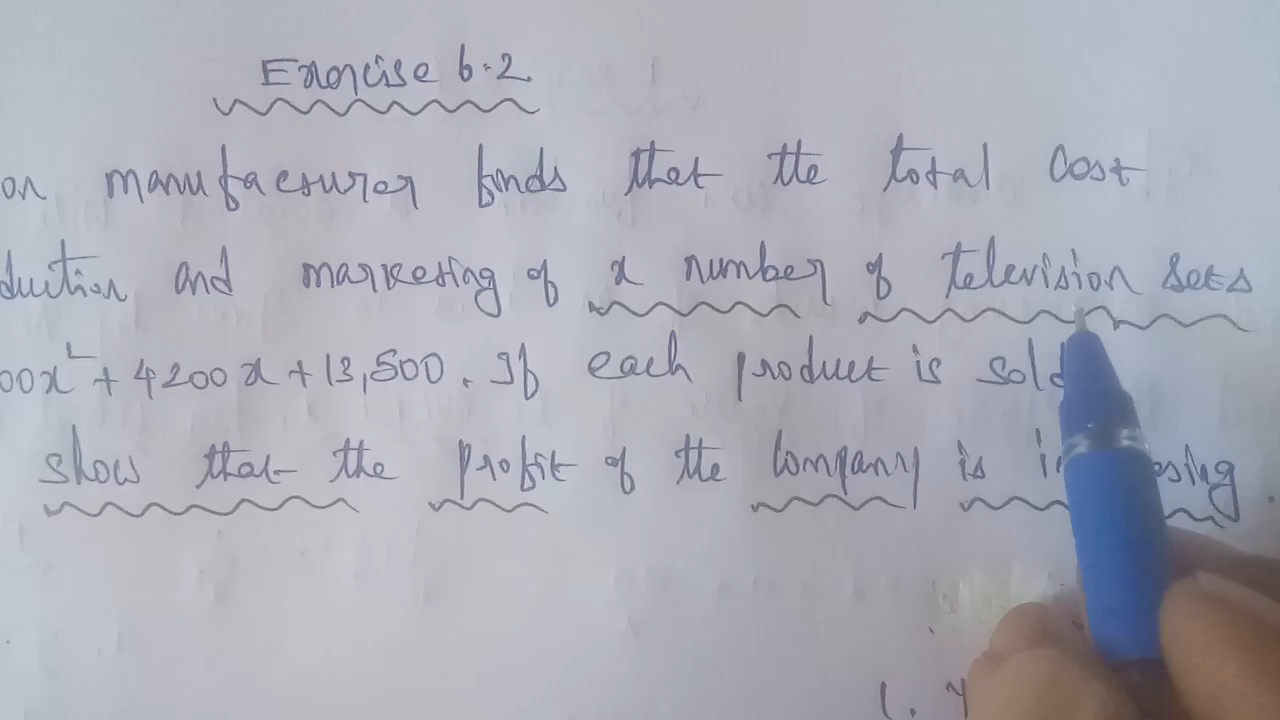 Exercise 6.2
on manufacturer finds that the total cost
duction and marketing of x number of television sets
00x² + 4200x + 13,500. If each product is sold
show that the profit of the company is